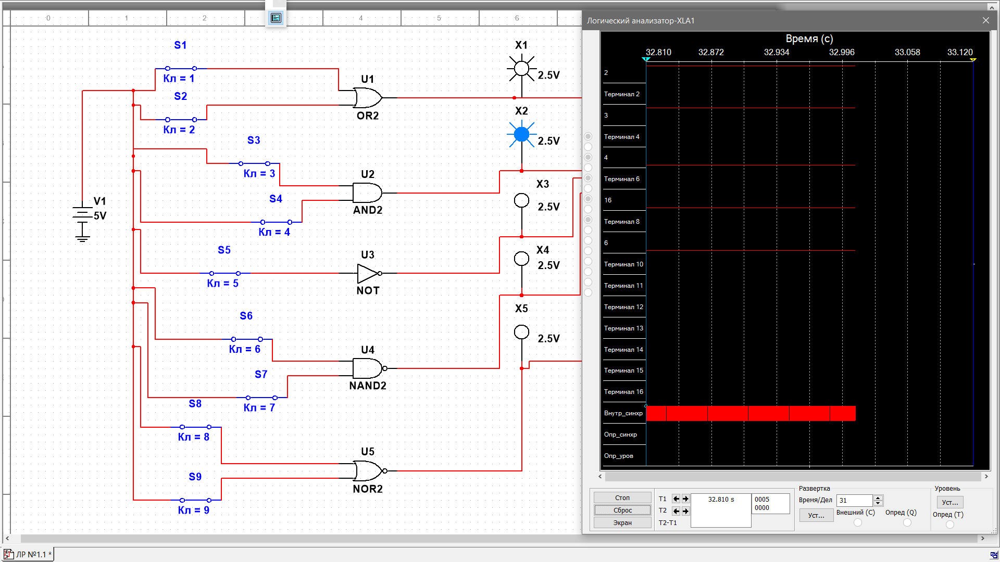 0 1 2 4 5 6
S1
Кл = 1
S2
Кл = 2
S3
Кл = 3
S4
Кл = 4
S5
Кл = 5
S6
Кл = 6
S7
Кл = 7
S8
Кл = 8
S9
Кл = 9
V1
5V
U1
OR2
U2
AND2
U3
NOT
U4
NAND2
U5
NOR2
X1
2.5V
X2
2.5V
X3
2.5V
X4
2.5V
X5
2.5V
Логический анализатор-XLA1
Время (с)
32.810 32.872 32.934 32.996 33.058 33.120
2
Терминал 2
3
Терминал 4
4
Терминал 6
16
Терминал 8
6
Терминал 10
Терминал 11
Терминал 12
Терминал 13
Терминал 14
Терминал 15
Терминал 16
Внутр_синхр
Опр_синхр
Опр_уров
Стоп
Сброс
Экран
T1
T2
T2-T1
32.810 s
0005
0000
Развертка
Время/Дел 31
Уст...
Внешний (C)
Опред (Q)
Уровень
Уст...
Опред (T)
ЛР №1.1 *